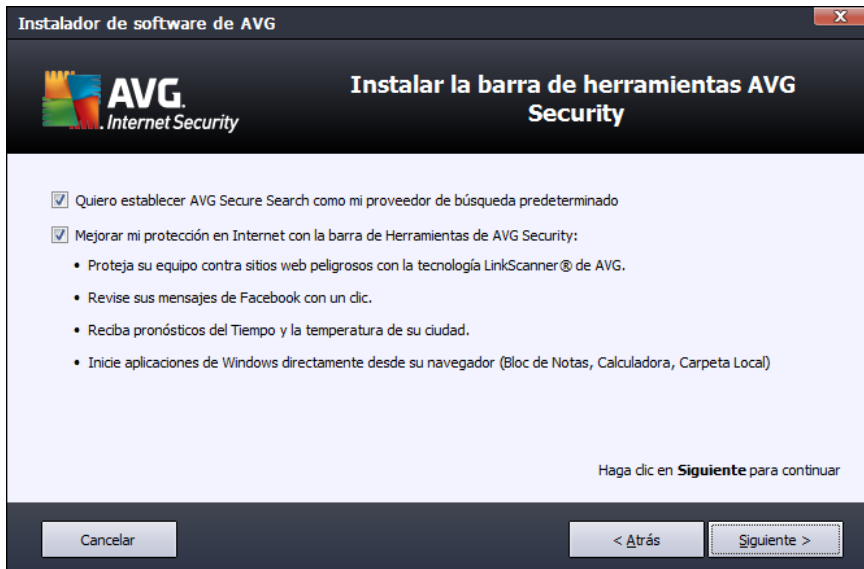 Instalador de software de AVG
X
AVG.
Internet Security
Instalar la barra de herramientas AVG
Security
Quiero establecer AVG Secure Search como mi proveedor de búsqueda predeterminado
Mejorar mi protección en Internet con la barra de Herramientas de AVG Security:
• Proteja su equipo contra sitios web peligrosos con la tecnología LinkScanner® de AVG.
• Revise sus mensajes de Facebook con un clic.
• Reciba pronósticos del Tiempo y la temperatura de su ciudad.
• Inicie aplicaciones de Windows directamente desde su navegador (Bloc de Notas, Calculadora, Carpeta Local)
Haga clic en Siguiente para continuar
Cancelar
< Atrás
Siguiente >